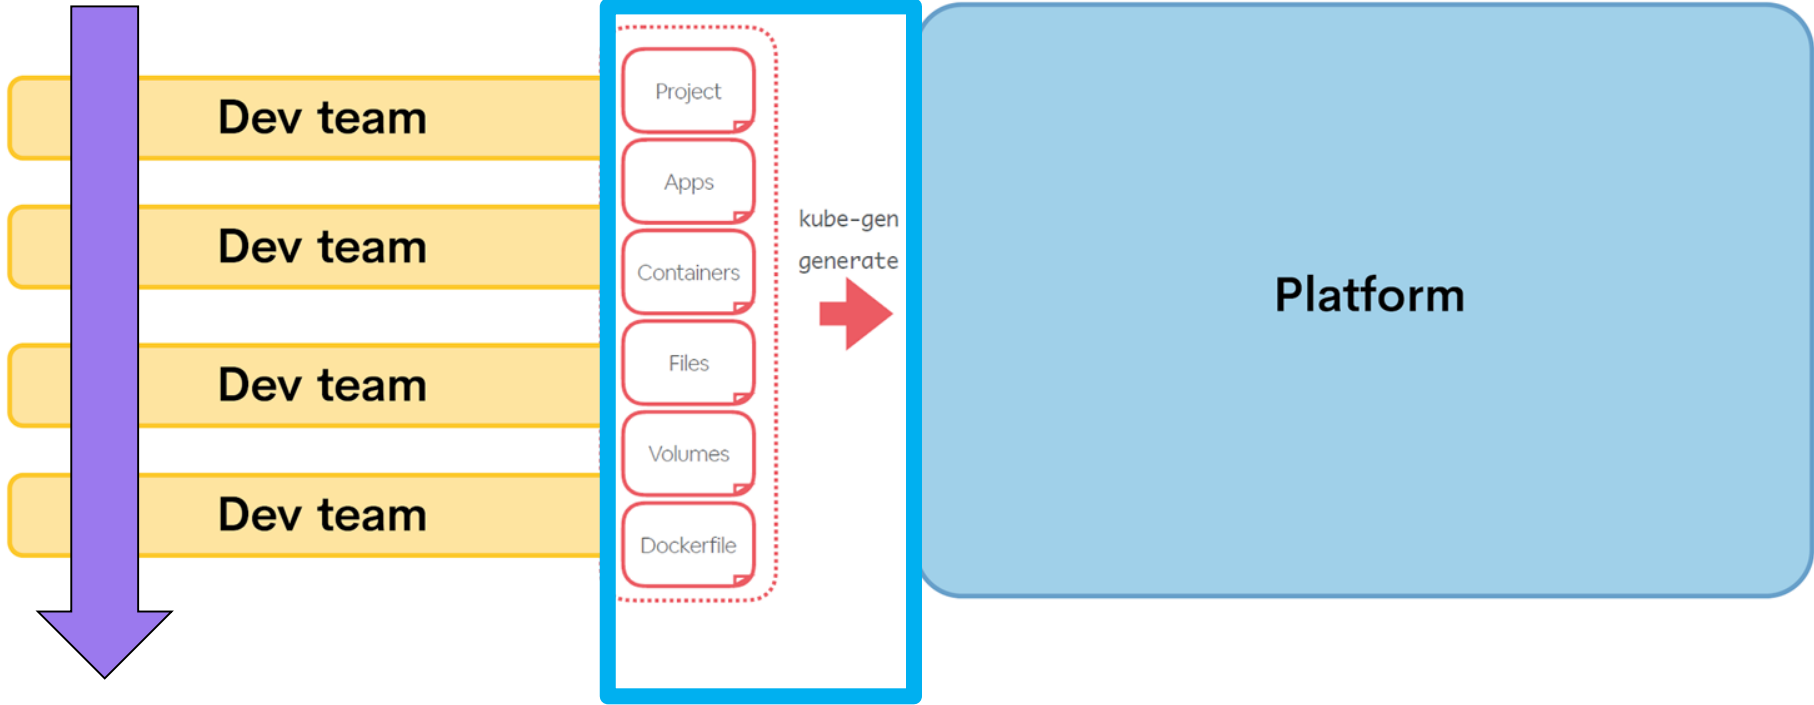 Dev team
Dev team
Dev team
Dev team
Project
Apps
Containers
Files
Volumes
Dockerfile
kube-gen
generate
Platform